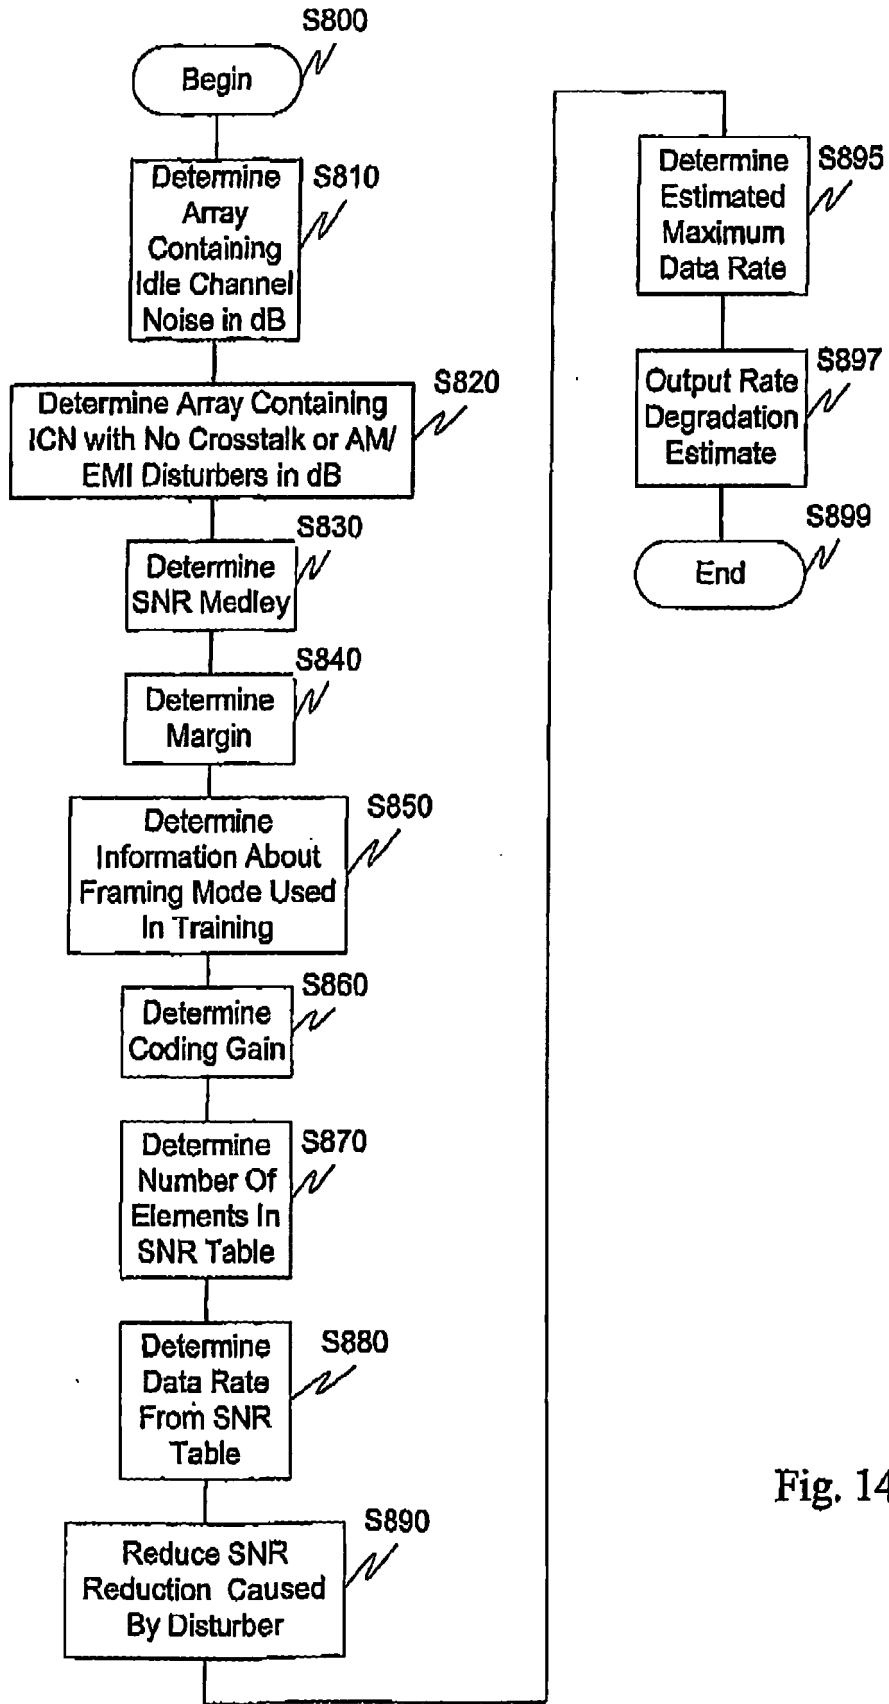 S800
Begin
S810
Determine
Array
Containing
Idle Channel
Noise in dB
S820
Determine Array Containing
ICN with No Crosstalk or AM/
EMI Disturbers in dB
S830
Determine
SNR Medley
S840
Determine
Margin
S850
Determine
Information About
Framing Mode Used
In Training
S860
Determine
Coding Gain
S870
Determine
Number Of
Elements In
SNR Table
S880
Determine
Data Rate
From SNR
Table
S890
Reduce SNR
Reduction Caused
By Disturber
S895
Determine
Estimated
Maximum
Data Rate
S897
Output Rate
Degradation
Estimate
S899
End
Fig. 14